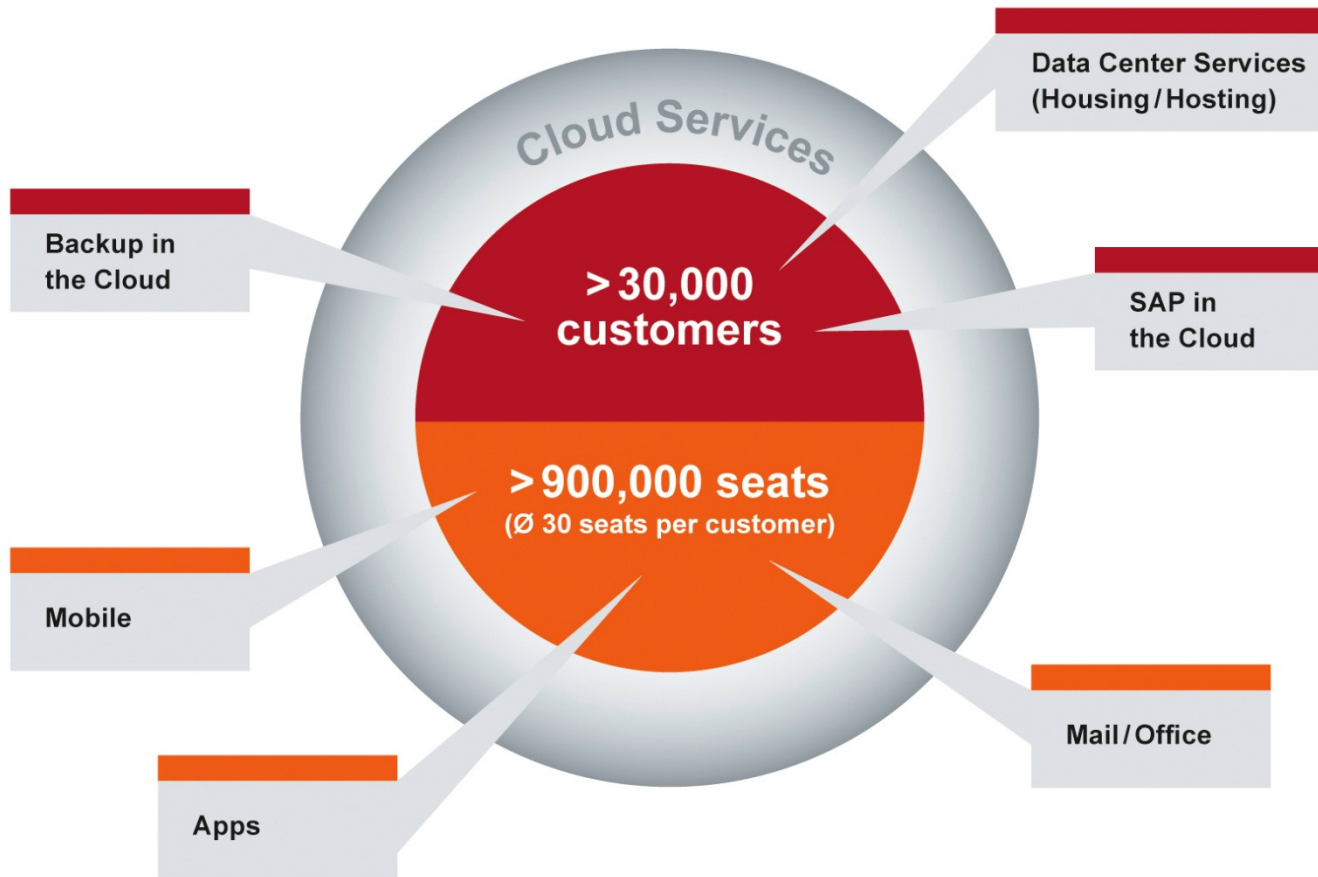 Cloud Services
Data Center Services
(Housing / Hosting)
Backup in
the Cloud
> 30,000
customers
SAP in
the Cloud
> 900,000 seats
(Ø 30 seats per customer)
Mobile
Mail / Office
Apps